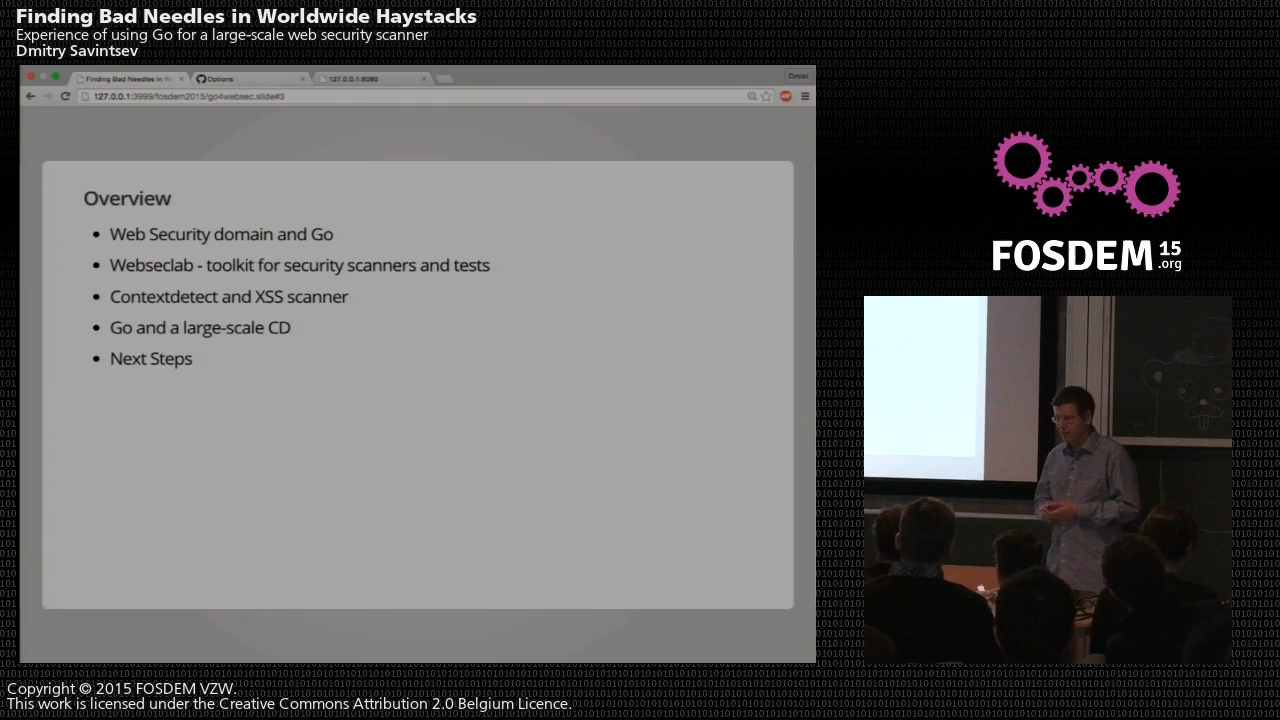 Finding Bad Needles in Worldwide Haystacks
Experience of using Go for a large-scale web security scanner
Dmitry Savintsev
Finding Bad Needles in Wo
Options
127.0.0.1:8080
Dmitri
127.0.0.1:3999/fosdem2015/go4websec.slide#3
ABP
Overview
• Web Security domain and Go
• Webseclab - toolkit for security scanners and tests
• Contextdetect and XSS scanner
• Go and a large-scale CD
• Next Steps
FOSDEM 15
.org
Copyright © 2015 FOSDEM VZW.
This work is licensed under the Creative Commons Attribution 2.0 Belgium Licence.